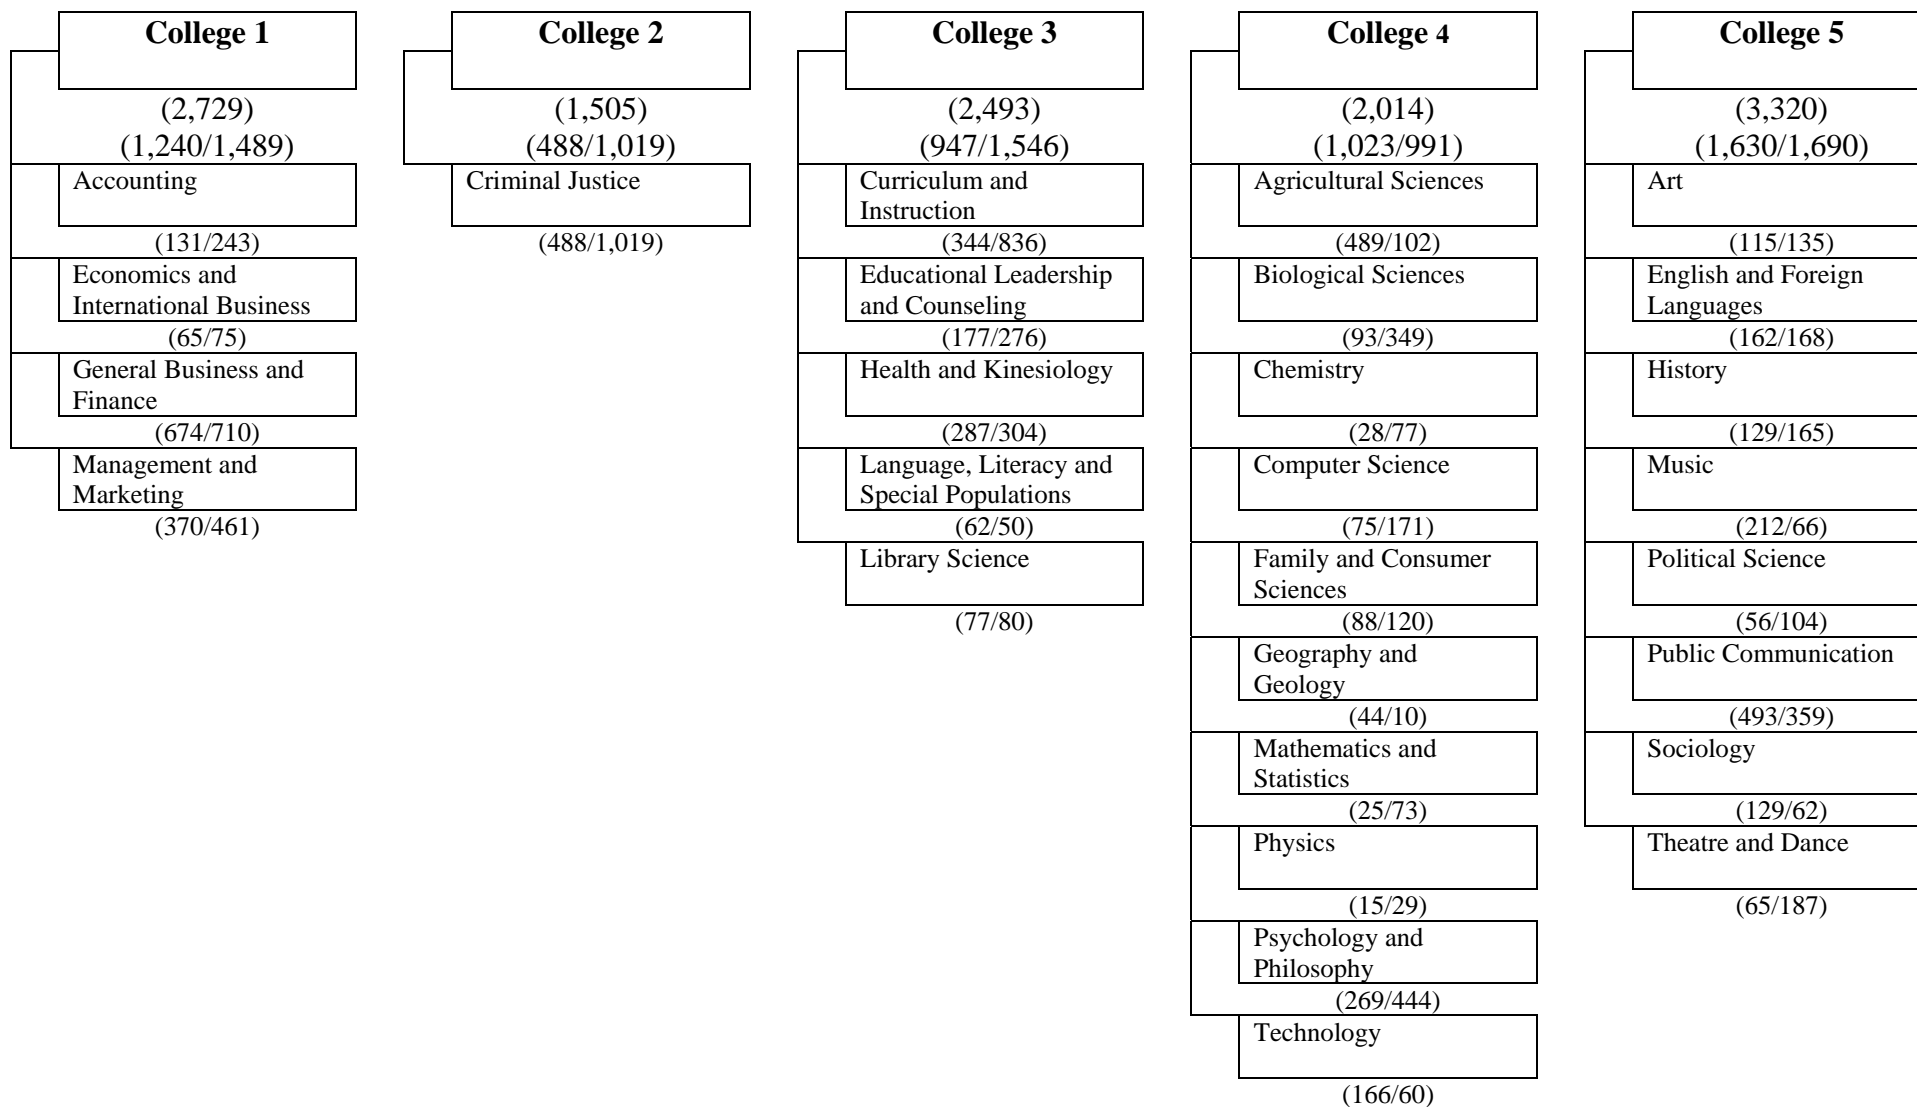 College 1
(2,729)
(1,240/1,489)
Accounting
(131/243)
Economics and
International Business
(65/75)
General Business and
Finance
(674/710)
Management and
Marketing
(370/461)
College 2
(1,505)
(488/1,019)
Criminal Justice
(488/1,019)
College 3
(2,493)
(947/1,546)
Curriculum and
Instruction
(344/836)
Educational Leadership
and Counseling
(177/276)
Health and Kinesiology
(287/304)
Language, Literacy and
Special Populations
(62/50)
Library Science
(77/80)
College 4
(2,014)
(1,023/991)
Agricultural Sciences
(489/102)
Biological Sciences
(93/349)
Chemistry
(28/77)
Computer Science
(75/171)
Family and Consumer
Sciences
(88/120)
Geography and
Geology
(44/10)
Mathematics and
Statistics
(25/73)
Physics
(15/29)
Psychology and
Philosophy
(269/444)
Technology
(166/60)
College 5
(3,320)
(1,630/1,690)
Art
(115/135)
English and Foreign
Languages
(162/168)
History
(129/165)
Music
(212/66)
Political Science
(56/104)
Public Communication
(493/359)
Sociology
(129/62)
Theatre and Dance
(65/187)